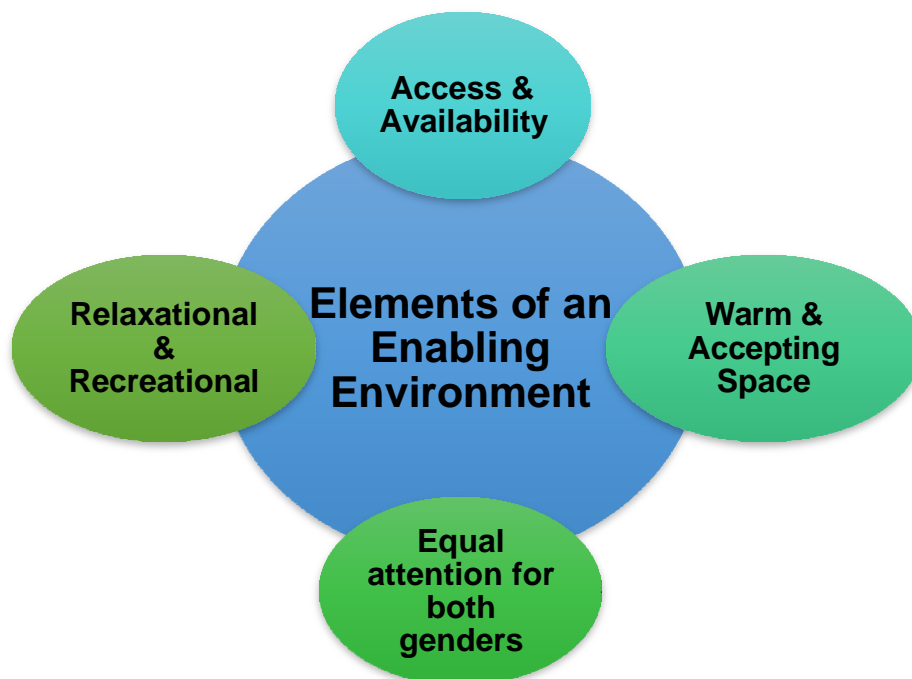 Access &
Availability
Relaxational
&
Recreational
Elements of an
Enabling
Environment
Warm &
Accepting
Space
Equal
attention for
both
genders